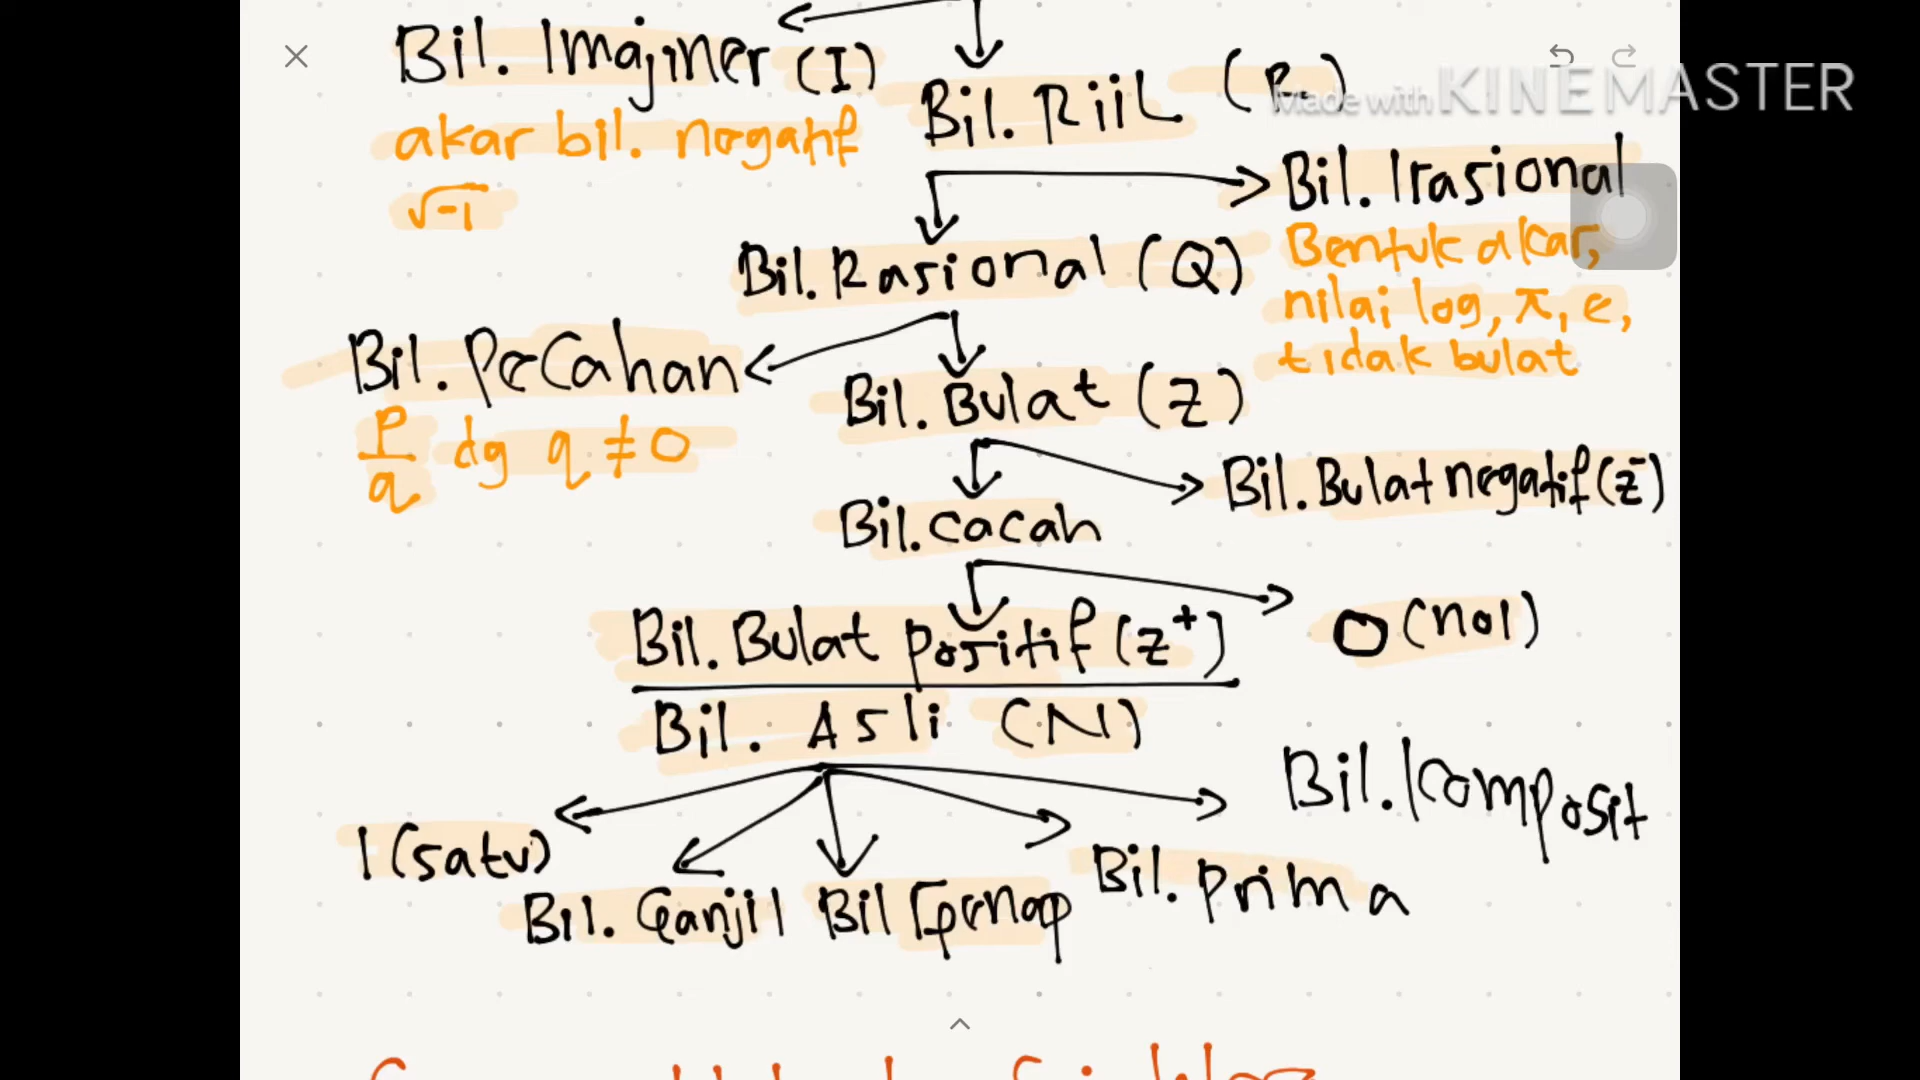 Bil. Imajiner (I)
akar bil. negatif
√-1
Bil. Riil (R)
Made with KINEMASTER
Bil. Irasional
Bentuk akar,
nilai log, π, e,
tidak bulat
Bil. Rasional (Q)
Bil. Pecahan
p/q dg q ≠ 0
Bil. Bulat (Z)
Bil. Bulat negatif (Z⁻)
Bil. cacah
Bil. Bulat positif (Z⁺)
0 (nol)
Bil. Asli (N)
1 (satu)
Bil. Ganjil
Bil Genap
Bil. Prima
Bil. Komposit